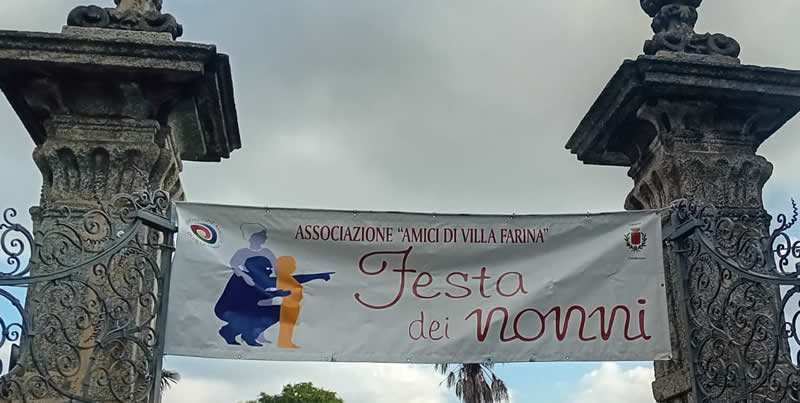 ASSOCIAZIONE "AMICI DI VILLA FARINA"
Festa
dei nonni